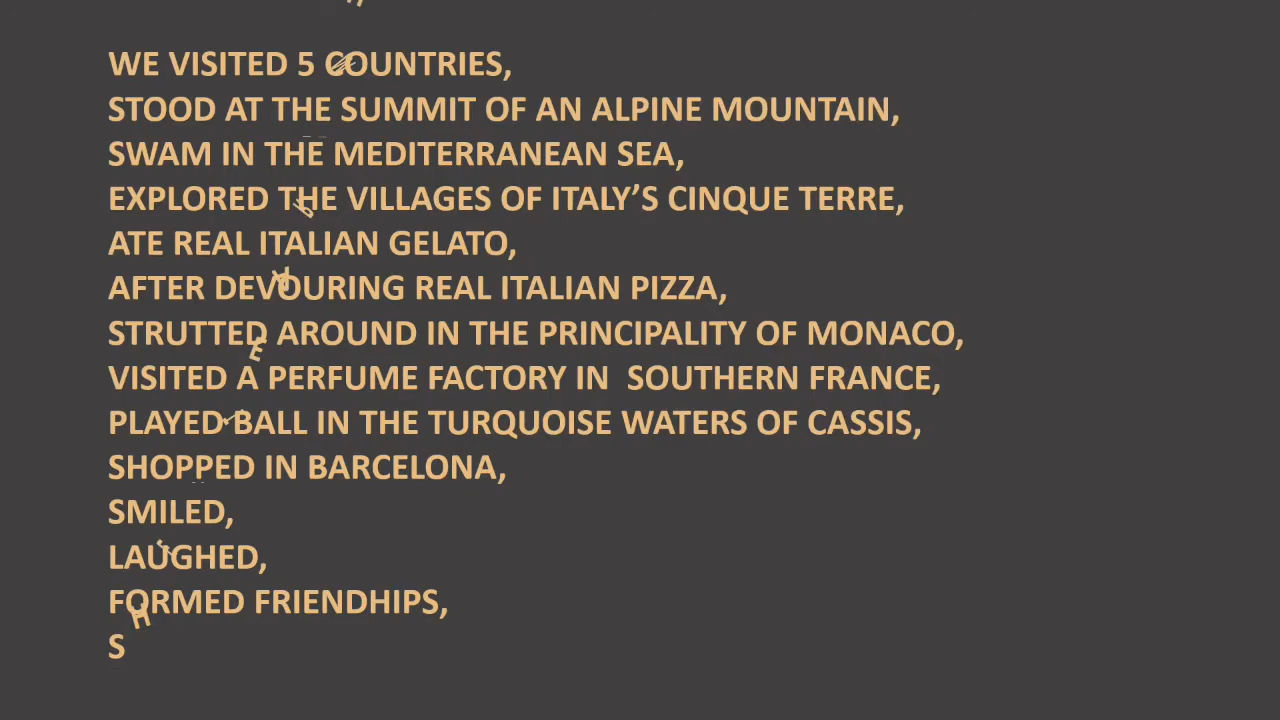 WE VISITED 5 COUNTRIES,
STOOD AT THE SUMMIT OF AN ALPINE MOUNTAIN,
SWAM IN THE MEDITERRANEAN SEA,
EXPLORED THE VILLAGES OF ITALY’S CINQUE TERRE,
ATE REAL ITALIAN GELATO,
AFTER DEVOURING REAL ITALIAN PIZZA,
STRUTTED AROUND IN THE PRINCIPALITY OF MONACO,
VISITED A PERFUME FACTORY IN  SOUTHERN FRANCE,
PLAYED BALL IN THE TURQUOISE WATERS OF CASSIS,
SHOPPED IN BARCELONA,
SMILED,
LAUGHED,
FORMED FRIENDHIPS,
S